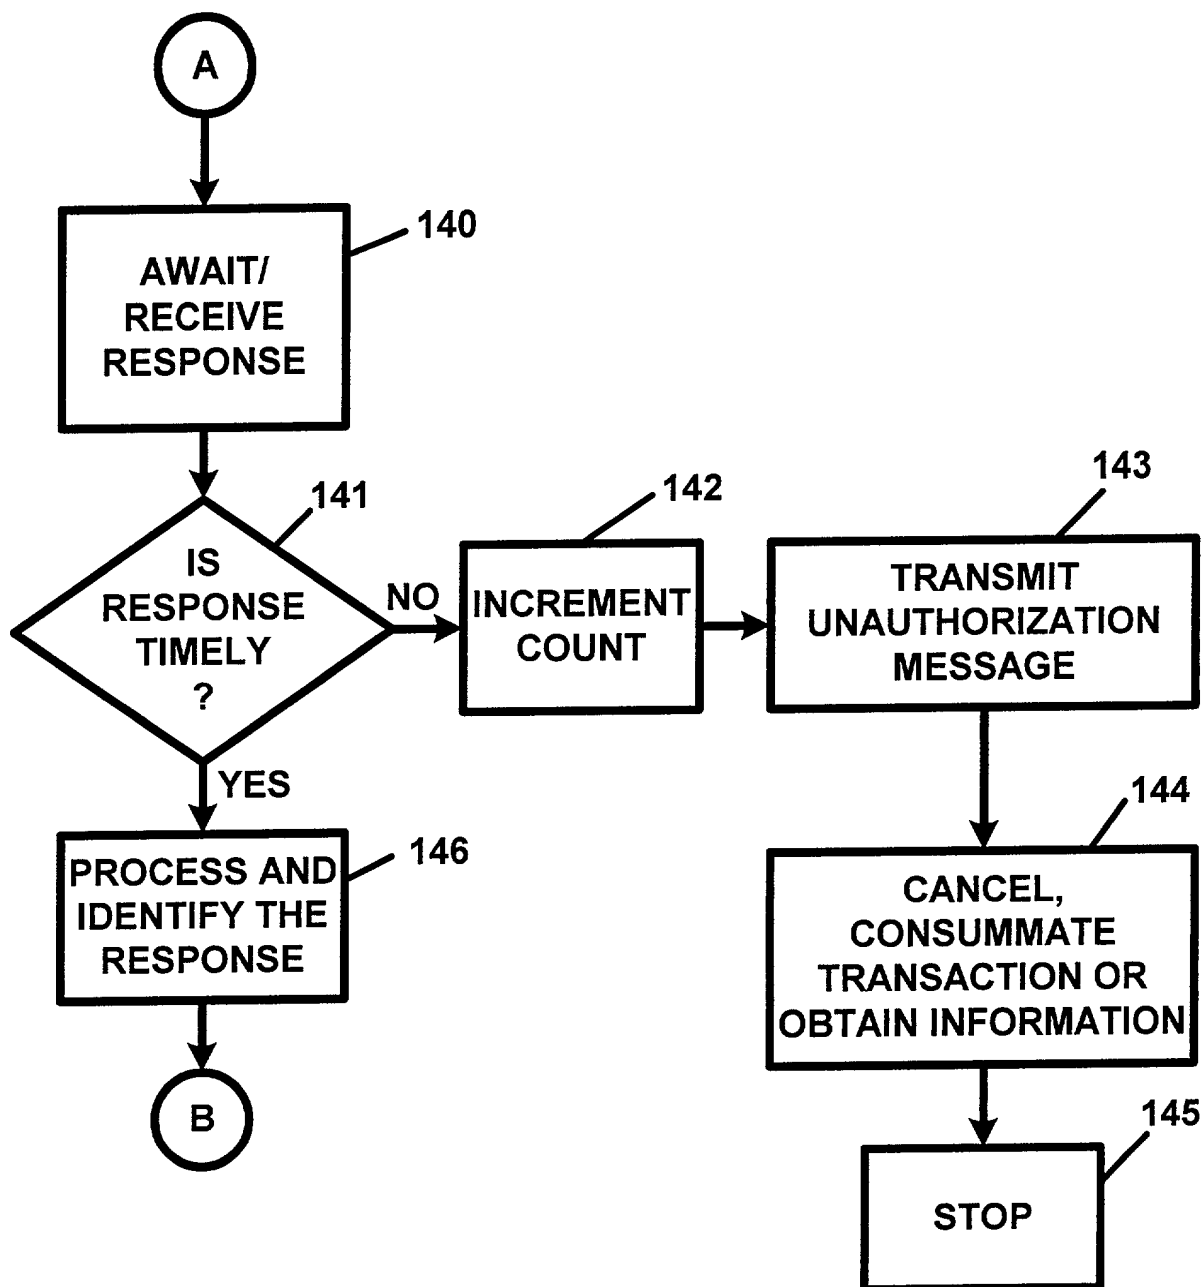 A
140
AWAIT/
RECEIVE
RESPONSE
141
IS
RESPONSE
TIMELY
?
NO
142
INCREMENT
COUNT
143
TRANSMIT
UNAUTHORIZATION
MESSAGE
YES
146
PROCESS AND
IDENTIFY THE
RESPONSE
B
144
CANCEL,
CONSUMMATE
TRANSACTION OR
OBTAIN INFORMATION
145
STOP